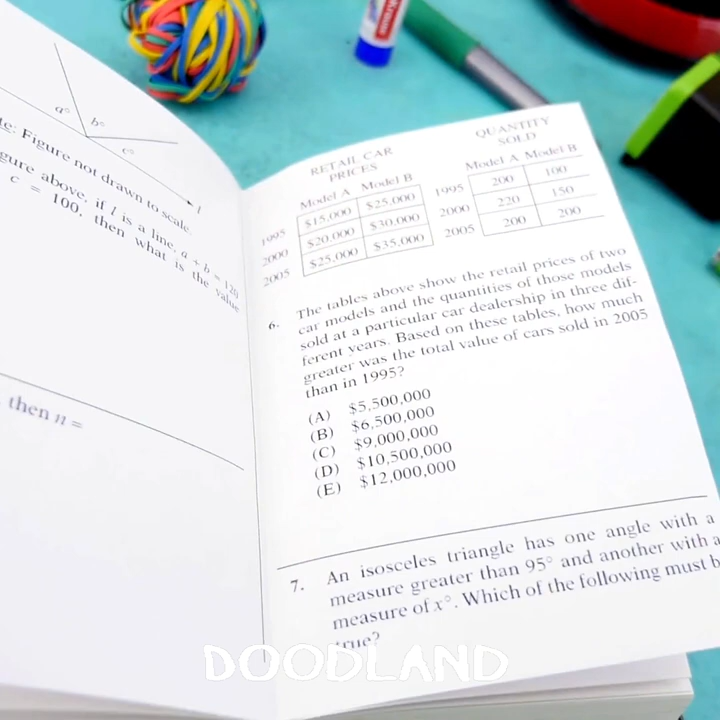 a° b°
c°
l
te: Figure not drawn to scale.
gure above, if l is a line, a + b = 120
c = 100, then what is the value
then n =
RETAIL CAR
PRICES
Model A Model B
1995 $15,000 $25,000
2000 $20,000 $30,000
2005 $25,000 $35,000
QUANTITY
SOLD
Model A Model B
1995 200 100
2000 220 150
2005 200 200
6. The tables above show the retail prices of two
car models and the quantities of those models
sold at a particular car dealership in three dif-
ferent years. Based on these tables, how much
greater was the total value of cars sold in 2005
than in 1995?
(A) $5,500,000
(B) $6,500,000
(C) $9,000,000
(D) $10,500,000
(E) $12,000,000
7. An isosceles triangle has one angle with a
measure greater than 95° and another with a
measure of x°. Which of the following must b
true?
DOODLAND